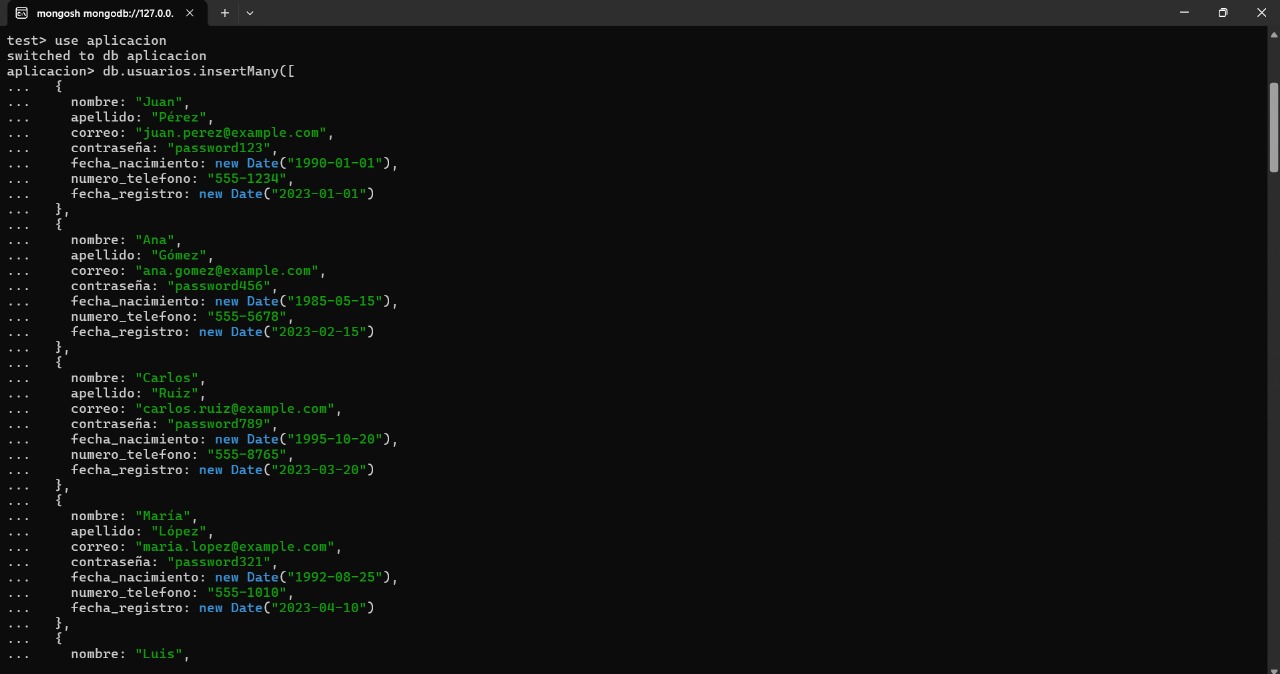 mongosh mongodb://127.0.0.
test> use aplicacion
switched to db aplicacion
aplicacion> db.usuarios.insertMany([
...   {
...     nombre: "Juan",
...     apellido: "Pérez",
...     correo: "juan.perez@example.com",
...     contraseña: "password123",
...     fecha_nacimiento: new Date("1990-01-01"),
...     numero_telefono: "555-1234",
...     fecha_registro: new Date("2023-01-01")
...   },
...   {
...     nombre: "Ana",
...     apellido: "Gómez",
...     correo: "ana.gomez@example.com",
...     contraseña: "password456",
...     fecha_nacimiento: new Date("1985-05-15"),
...     numero_telefono: "555-5678",
...     fecha_registro: new Date("2023-02-15")
...   },
...   {
...     nombre: "Carlos",
...     apellido: "Ruiz",
...     correo: "carlos.ruiz@example.com",
...     contraseña: "password789",
...     fecha_nacimiento: new Date("1995-10-20"),
...     numero_telefono: "555-8765",
...     fecha_registro: new Date("2023-03-20")
...   },
...   {
...     nombre: "María",
...     apellido: "López",
...     correo: "maria.lopez@example.com",
...     contraseña: "password321",
...     fecha_nacimiento: new Date("1992-08-25"),
...     numero_telefono: "555-1010",
...     fecha_registro: new Date("2023-04-10")
...   },
...   {
...     nombre: "Luis",